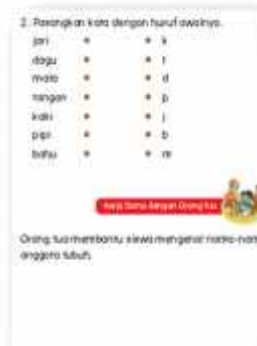 2. Pasangkan kata dengan huruf awalnya.
jari k
dagu t
mata d
tangan p
kaki j
pipi b
bahu m
Kerja Sama dengan Orang tua
Orang tua membantu siswa mengenal nama-nam
anggota tubuh.